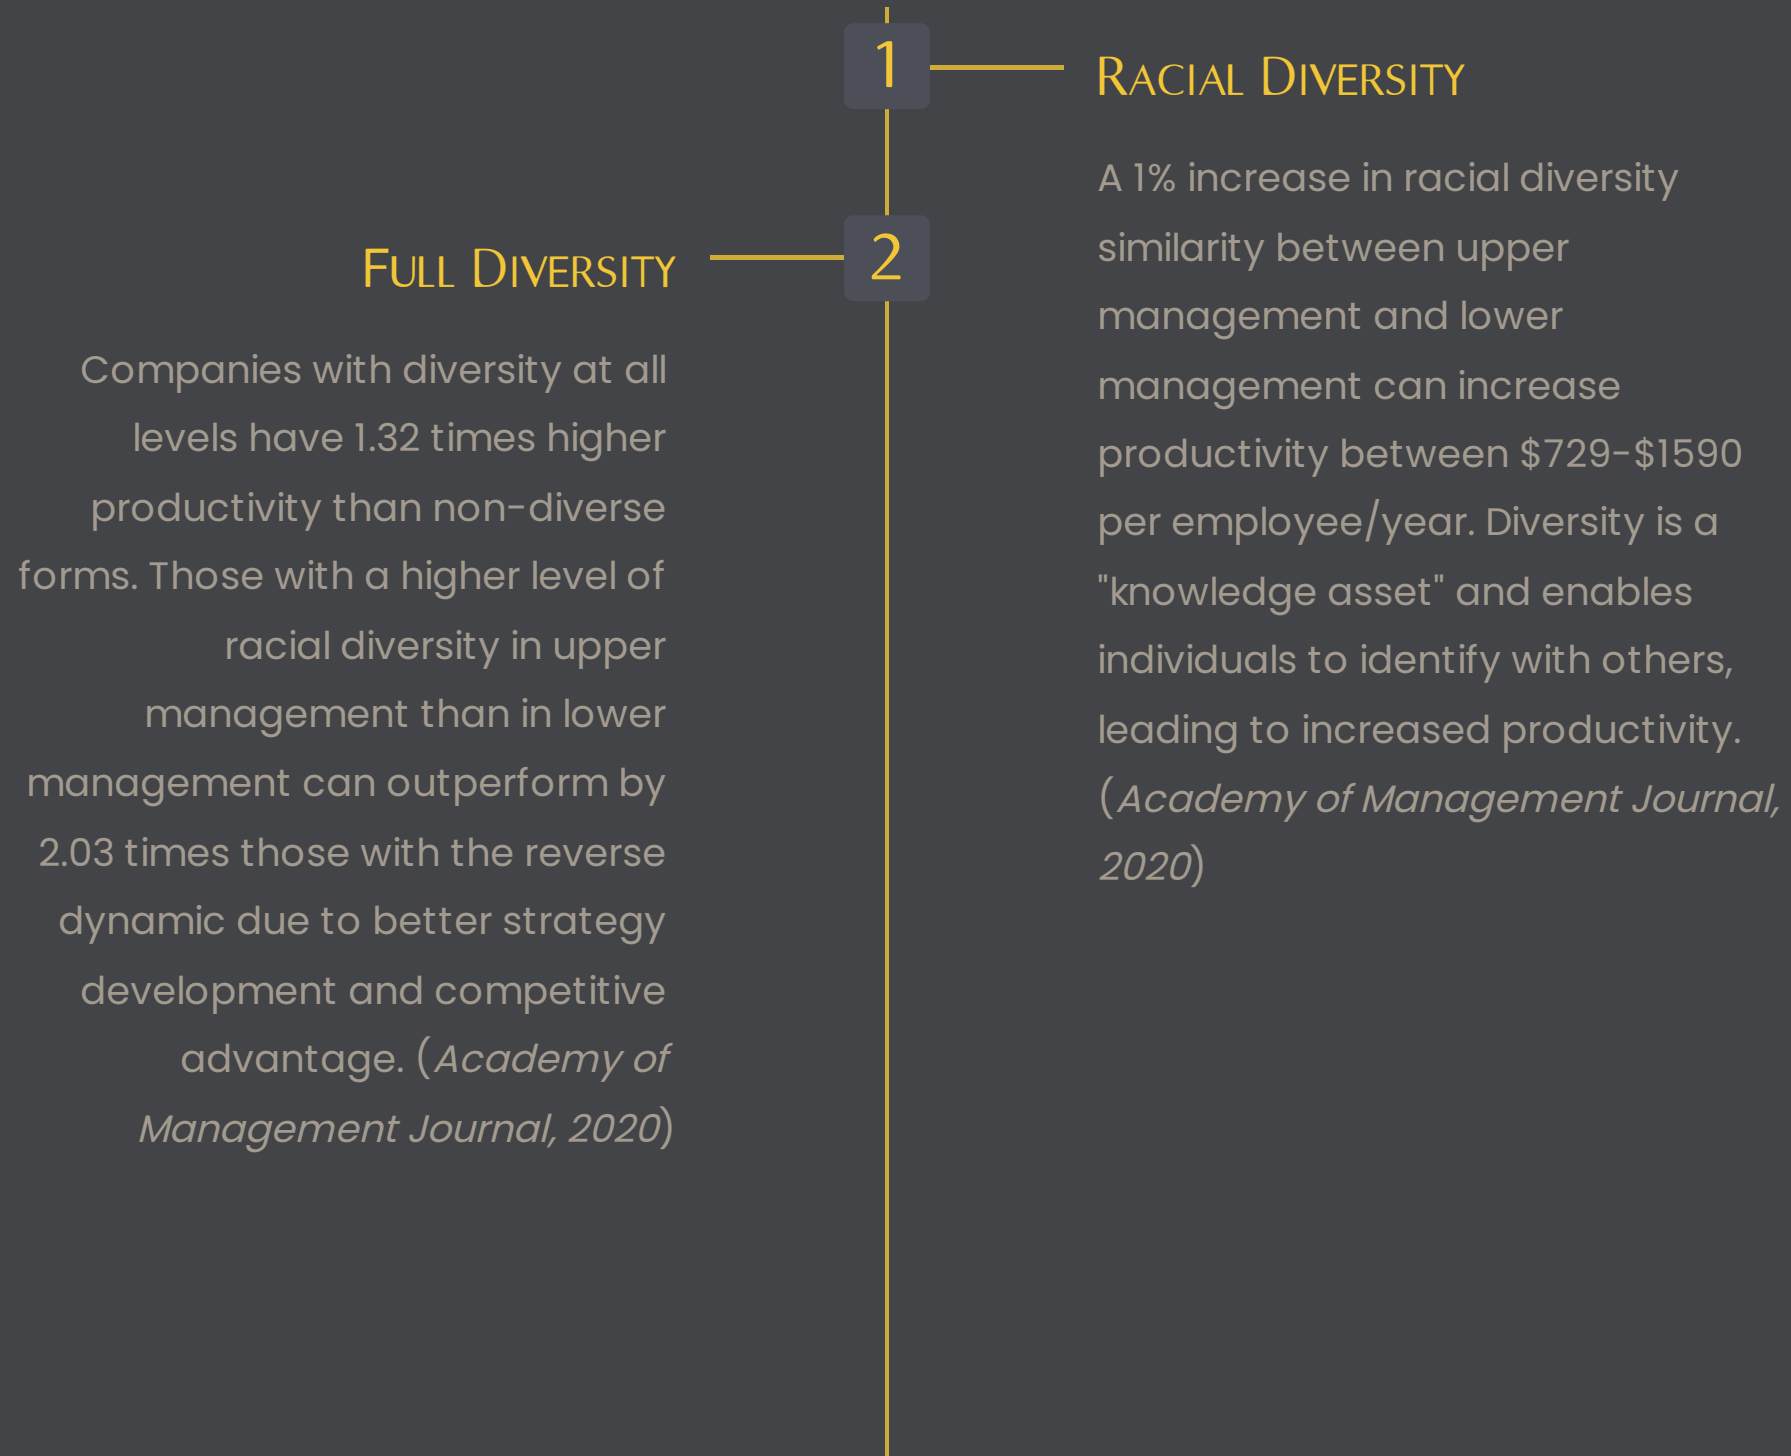 1
Racial Diversity
A 1% increase in racial diversity
similarity between upper
management and lower
management can increase
productivity between $729-$1590
per employee/year. Diversity is a
"knowledge asset" and enables
individuals to identify with others,
leading to increased productivity.
(Academy of Management Journal,
2020)
2
Full Diversity
Companies with diversity at all
levels have 1.32 times higher
productivity than non-diverse
forms. Those with a higher level of
racial diversity in upper
management than in lower
management can outperform by
2.03 times those with the reverse
dynamic due to better strategy
development and competitive
advantage. (Academy of
Management Journal, 2020)